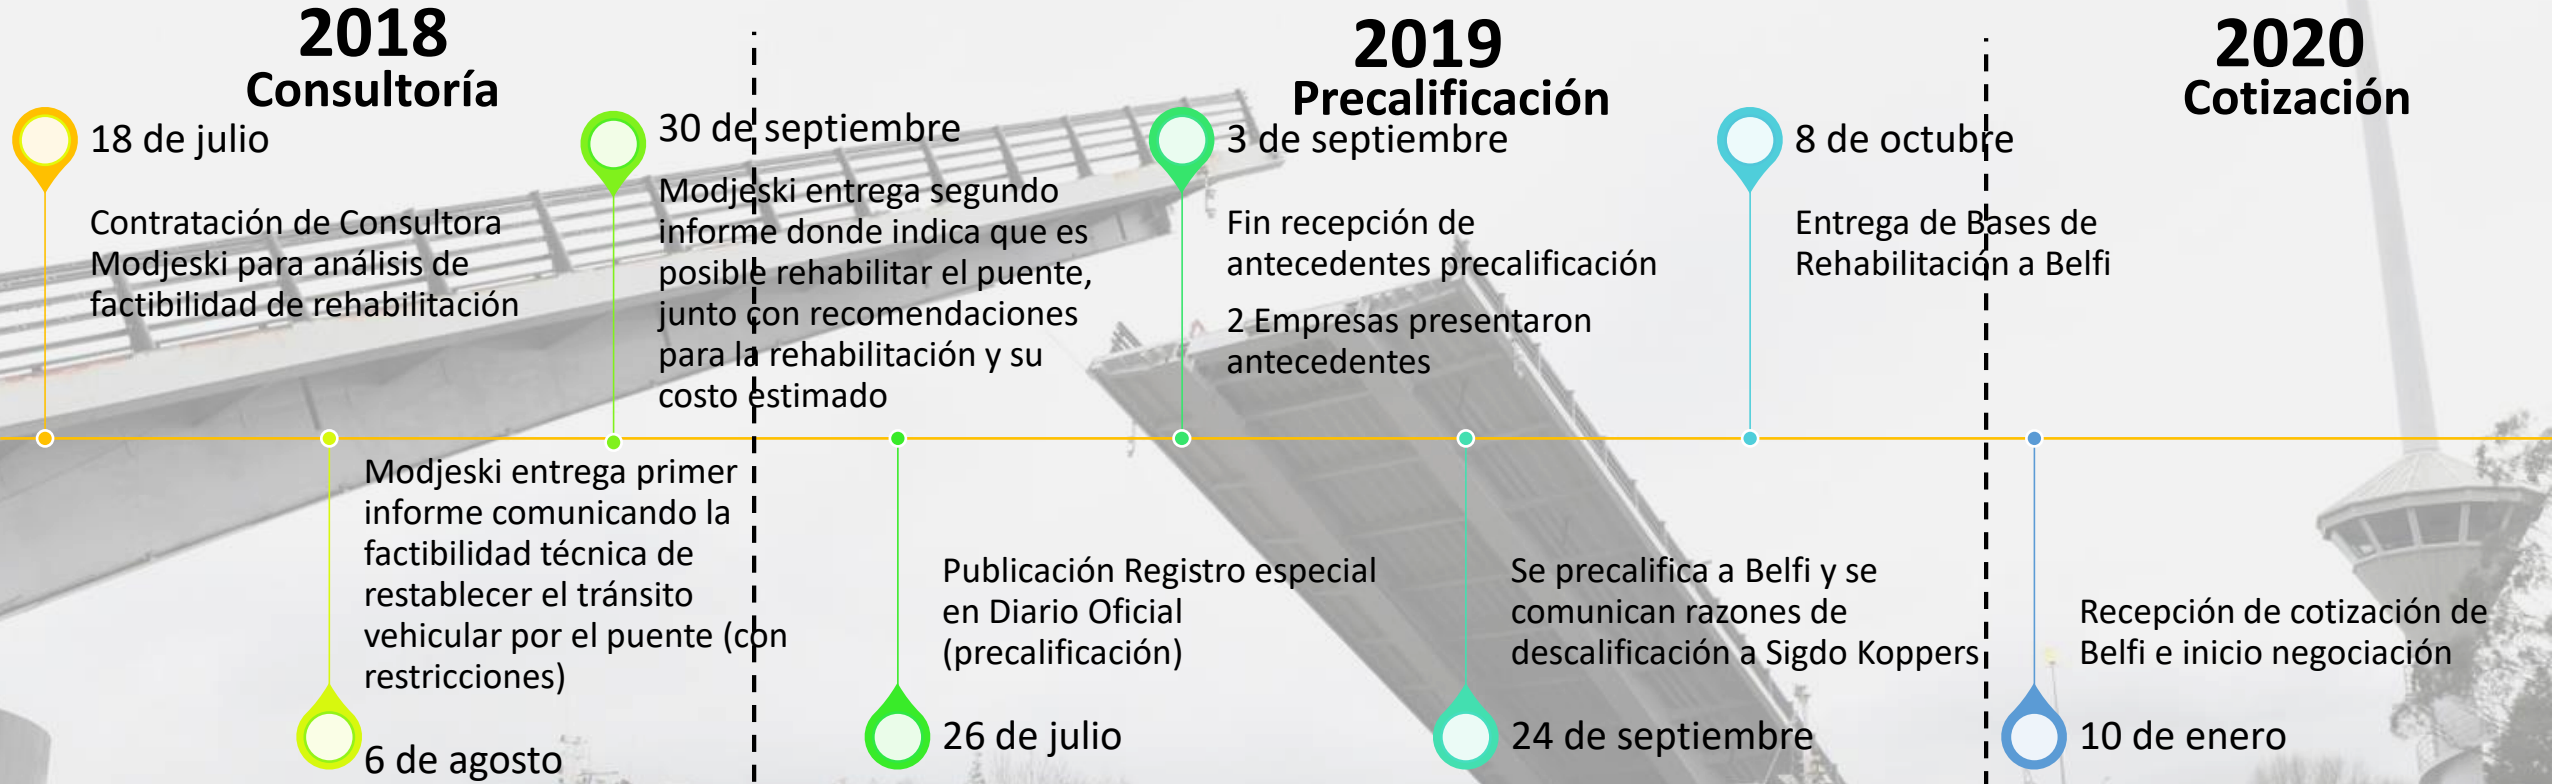 2018
Consultoría
18 de julio
Contratación de Consultora
Modjeski para análisis de
factibilidad de rehabilitación
6 de agosto
Modjeski entrega primer
informe comunicando la
factibilidad técnica de
restablecer el tránsito
vehicular por el puente (con
restricciones)
30 de septiembre
Modjeski entrega segundo
informe donde indica que es
posible rehabilitar el puente,
junto con recomendaciones
para la rehabilitación y su
costo estimado
2019
Precalificación
26 de julio
Publicación Registro especial
en Diario Oficial
(precalificación)
3 de septiembre
Fin recepción de
antecedentes precalificación
2 Empresas presentaron
antecedentes
24 de septiembre
Se precalifica a Belfi y se
comunican razones de
descalificación a Sigdo Koppers
8 de octubre
Entrega de Bases de
Rehabilitación a Belfi
2020
Cotización
10 de enero
Recepción de cotización de
Belfi e inicio negociación